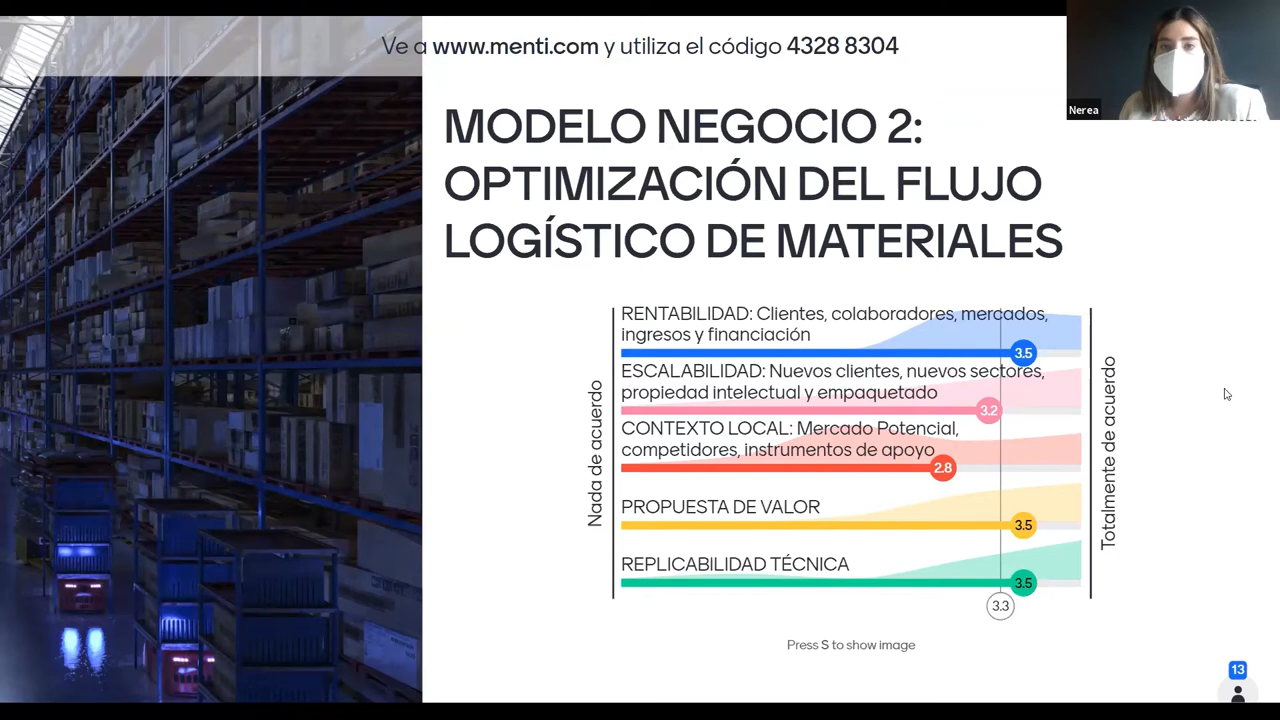 Ve a www.menti.com y utiliza el código 4328 8304
Nerea
MODELO NEGOCIO 2:
OPTIMIZACIÓN DEL FLUJO
LOGÍSTICO DE MATERIALES
RENTABILIDAD: Clientes, colaboradores, mercados,
ingresos y financiación
3.5
ESCALABILIDAD: Nuevos clientes, nuevos sectores,
propiedad intelectual y empaquetado
3.2
CONTEXTO LOCAL: Mercado Potencial,
competidores, instrumentos de apoyo
2.8
PROPUESTA DE VALOR
3.5
REPLICABILIDAD TÉCNICA
3.5
3.3
Nada de acuerdo
Totalmente de acuerdo
Press S to show image
13